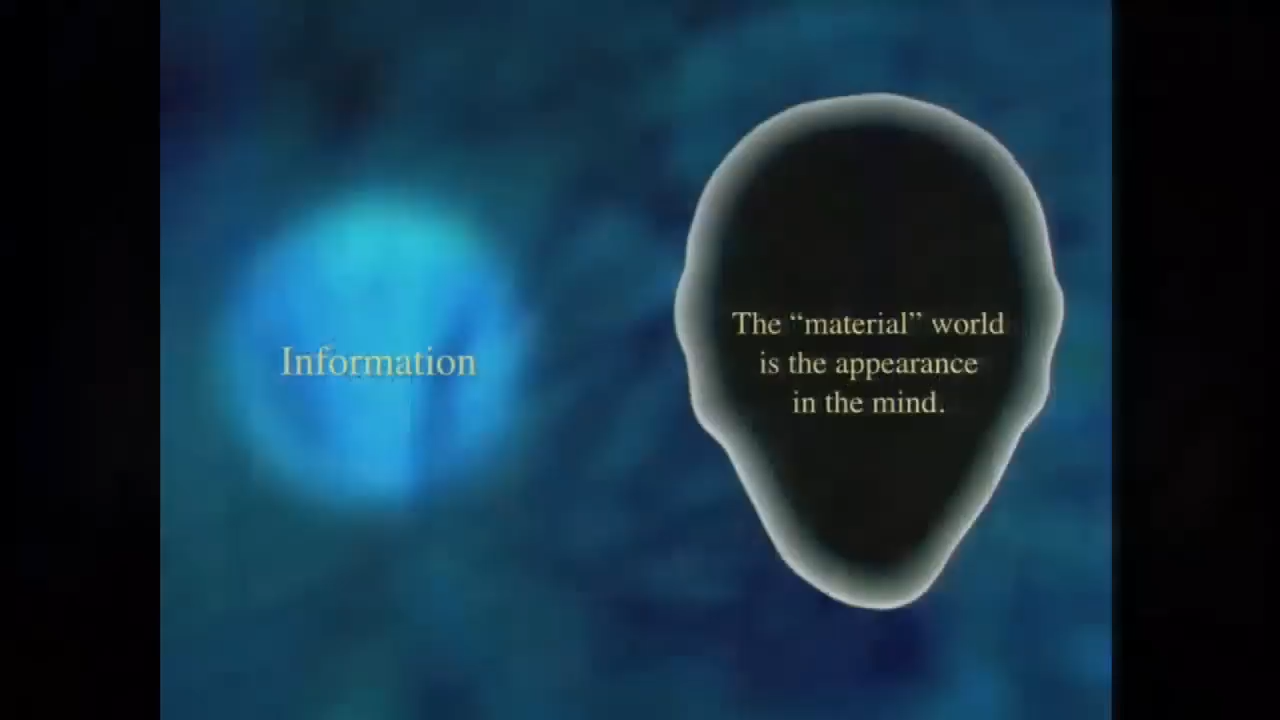 Information
The “material” world
is the appearance
in the mind.